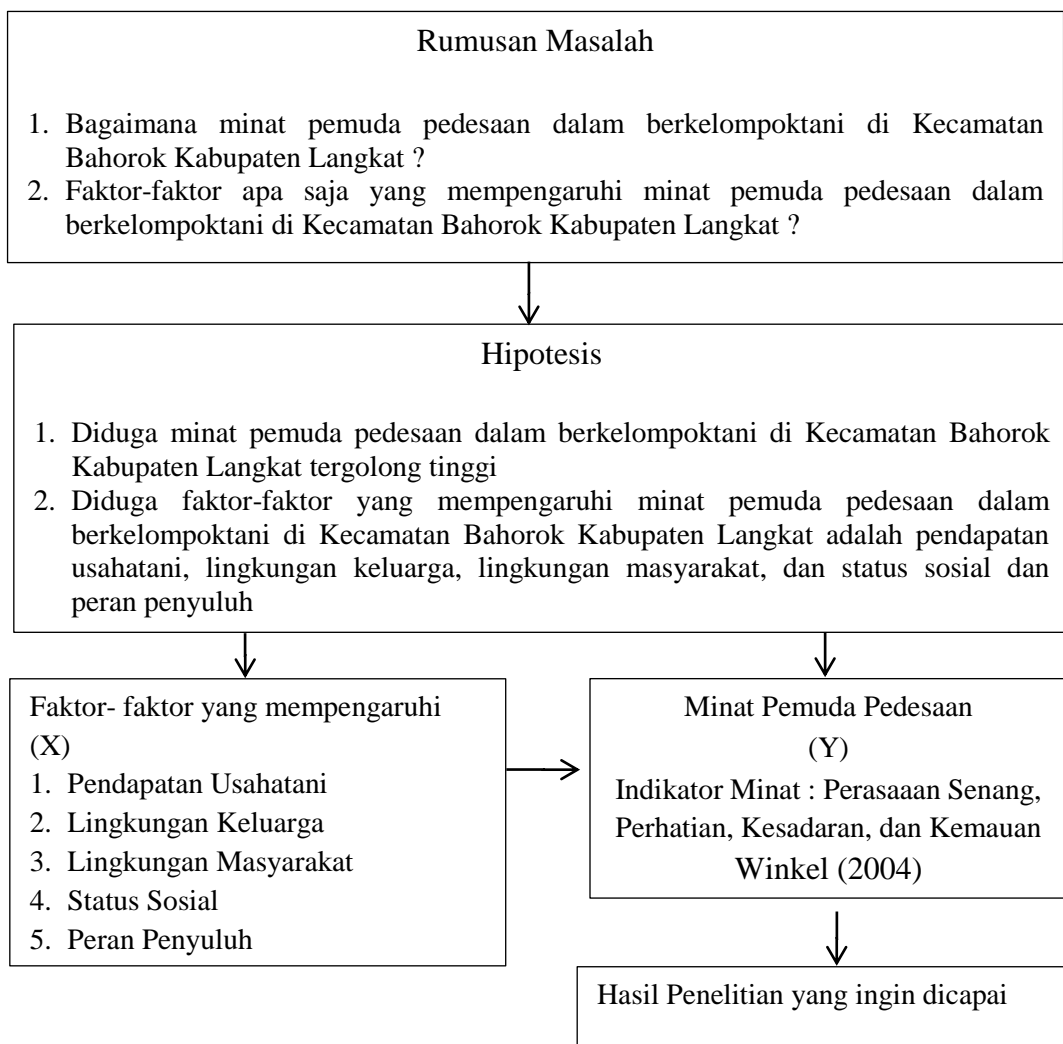 Rumusan Masalah
1. Bagaimana minat pemuda pedesaan dalam berkelompoktani di Kecamatan
Bahorok Kabupaten Langkat ?
2. Faktor-faktor apa saja yang mempengaruhi minat pemuda pedesaan dalam
berkelompoktani di Kecamatan Bahorok Kabupaten Langkat ?
Hipotesis
1. Diduga minat pemuda pedesaan dalam berkelompoktani di Kecamatan Bahorok
Kabupaten Langkat tergolong tinggi
2. Diduga faktor-faktor yang mempengaruhi minat pemuda pedesaan dalam
berkelompoktani di Kecamatan Bahorok Kabupaten Langkat adalah pendapatan
usahatani, lingkungan keluarga, lingkungan masyarakat, dan status sosial dan
peran penyuluh
Faktor- faktor yang mempengaruhi
(X)
1. Pendapatan Usahatani
2. Lingkungan Keluarga
3. Lingkungan Masyarakat
4. Status Sosial
5. Peran Penyuluh
Minat Pemuda Pedesaan
(Y)
Indikator Minat : Perasaaan Senang,
Perhatian, Kesadaran, dan Kemauan
Winkel (2004)
Hasil Penelitian yang ingin dicapai